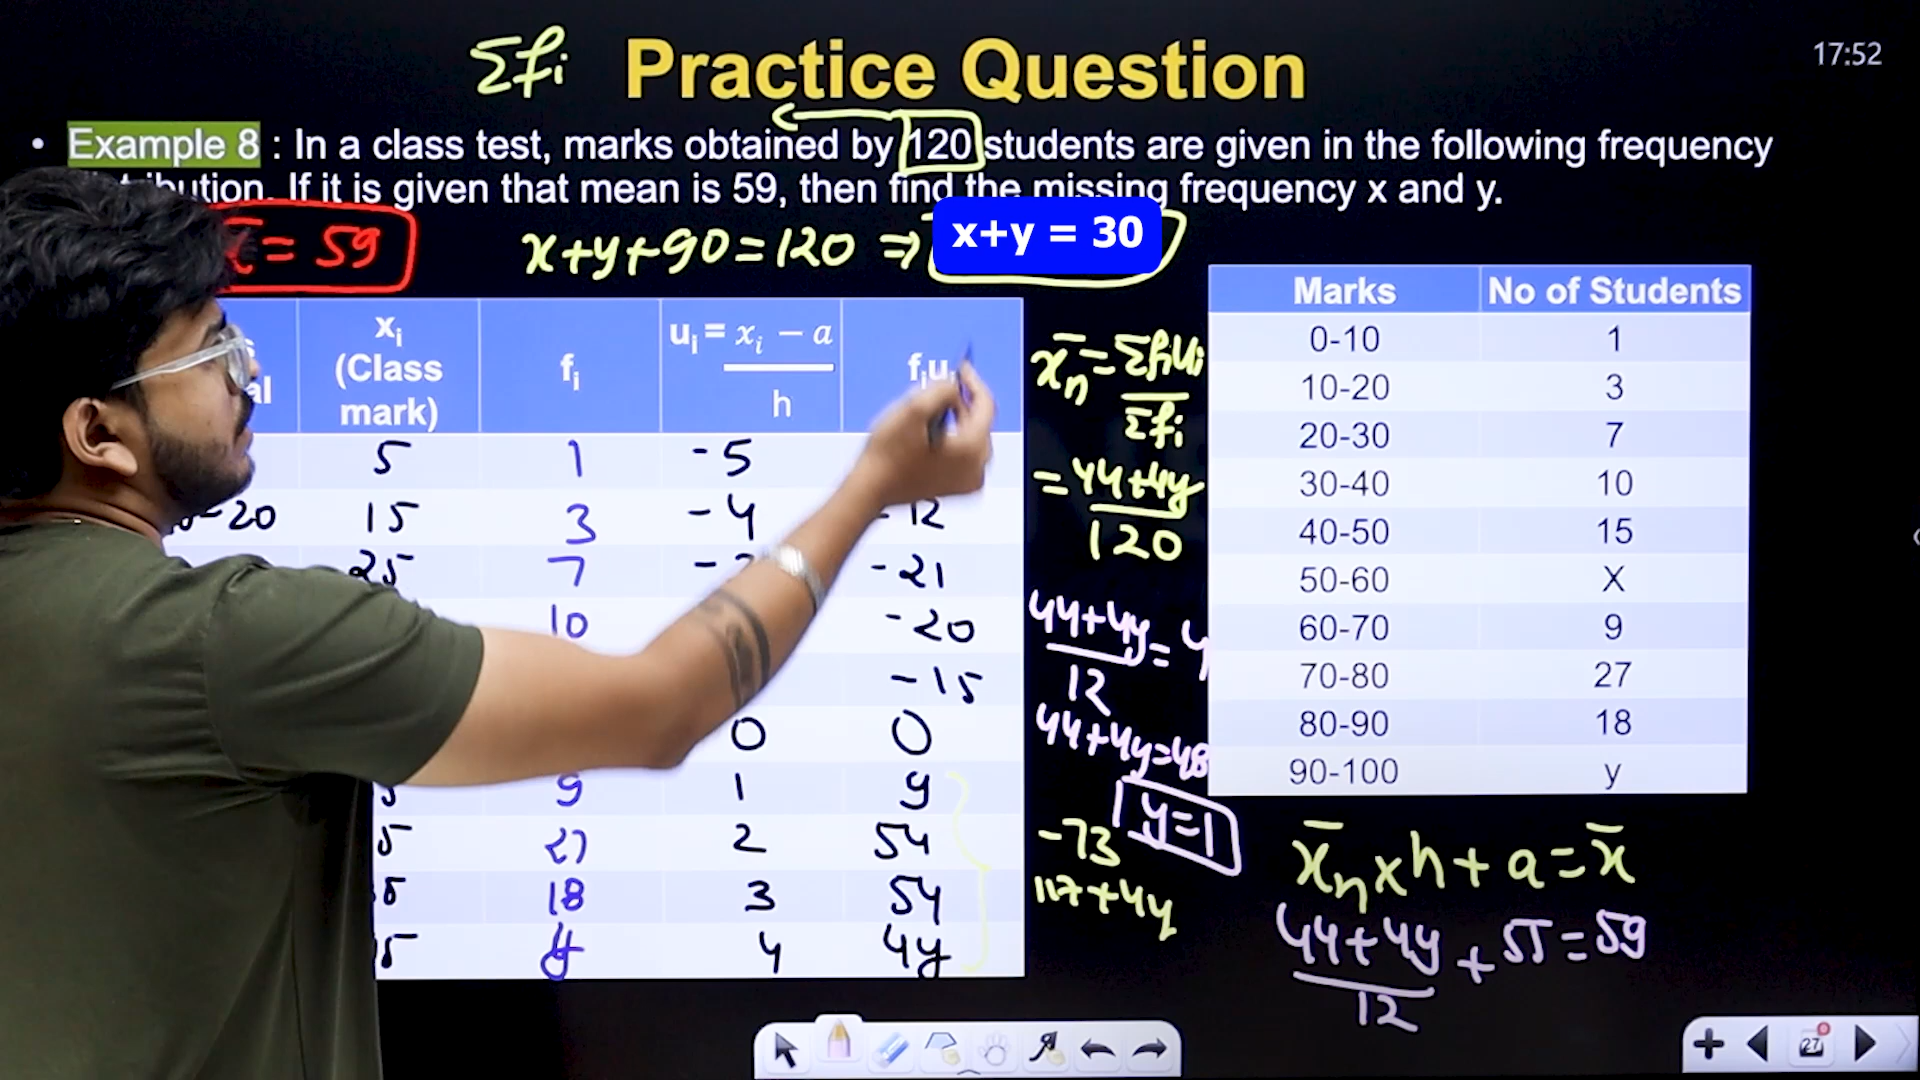 Σfi Practice Question
17:52
• Example 8 : In a class test, marks obtained by 120 students are given in the following frequency
If it is given that mean is 59, then find the missing frequency x and y.
x̄ = 59
x+y+90=120 ⇒ x+y = 30
xi (Class mark)
fi
ui = xi − a / h
fiui
5 1 -5
20 15 3 -4 -12
25 7 -21
10 -20
-15
0 0
9 1 9
27 2 54
18 3 54
y 4 4y
x̄n = Σfiui / Σfi
= 44+4y / 120
44+4y / 12 = 4
44+4y=48
y=1
-73
117+4y
Marks No of Students
0-10 1
10-20 3
20-30 7
30-40 10
40-50 15
50-60 X
60-70 9
70-80 27
80-90 18
90-100 y
x̄n x h + a = x̄
44+4y / 12 + 55 = 59
27